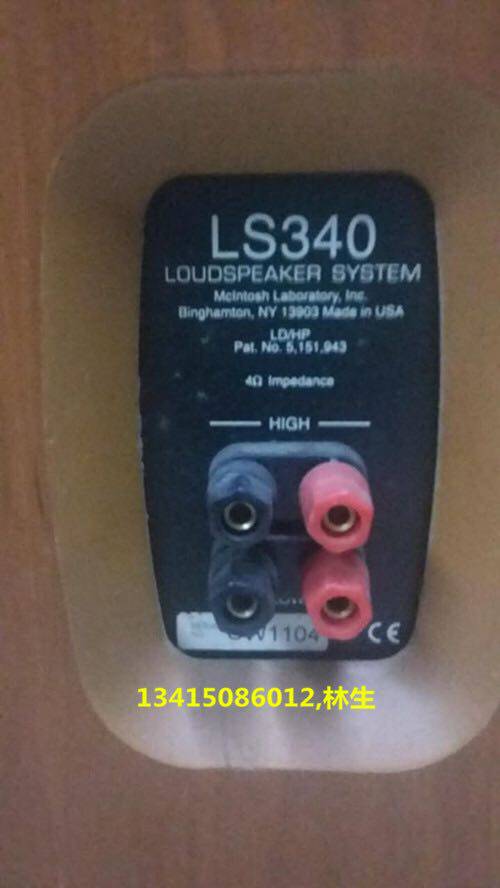 LS340
LOUDSPEAKER SYSTEM
McIntosh Laboratory, Inc.
Binghamton, NY 13903 Made in USA
LD/HP
Pat. No. 5,151,943
4Ω Impedance
HIGH
1104
CE
13415086012,林生